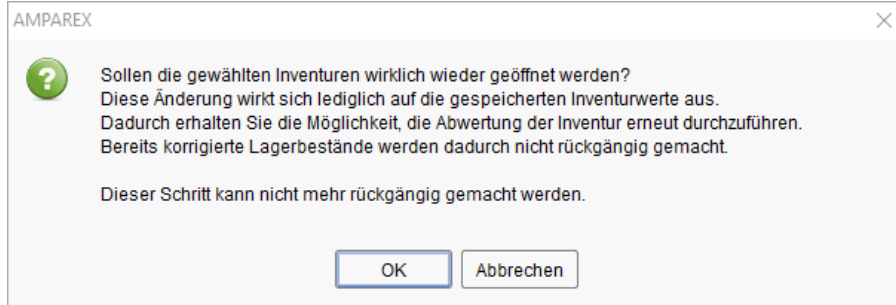 AMPAREX
Sollen die gewählten Inventuren wirklich wieder geöffnet werden?
Diese Änderung wirkt sich lediglich auf die gespeicherten Inventurwerte aus.
Dadurch erhalten Sie die Möglichkeit, die Abwertung der Inventur erneut durchzuführen.
Bereits korrigierte Lagerbestände werden dadurch nicht rückgängig gemacht.
Dieser Schritt kann nicht mehr rückgängig gemacht werden.
OK
Abbrechen